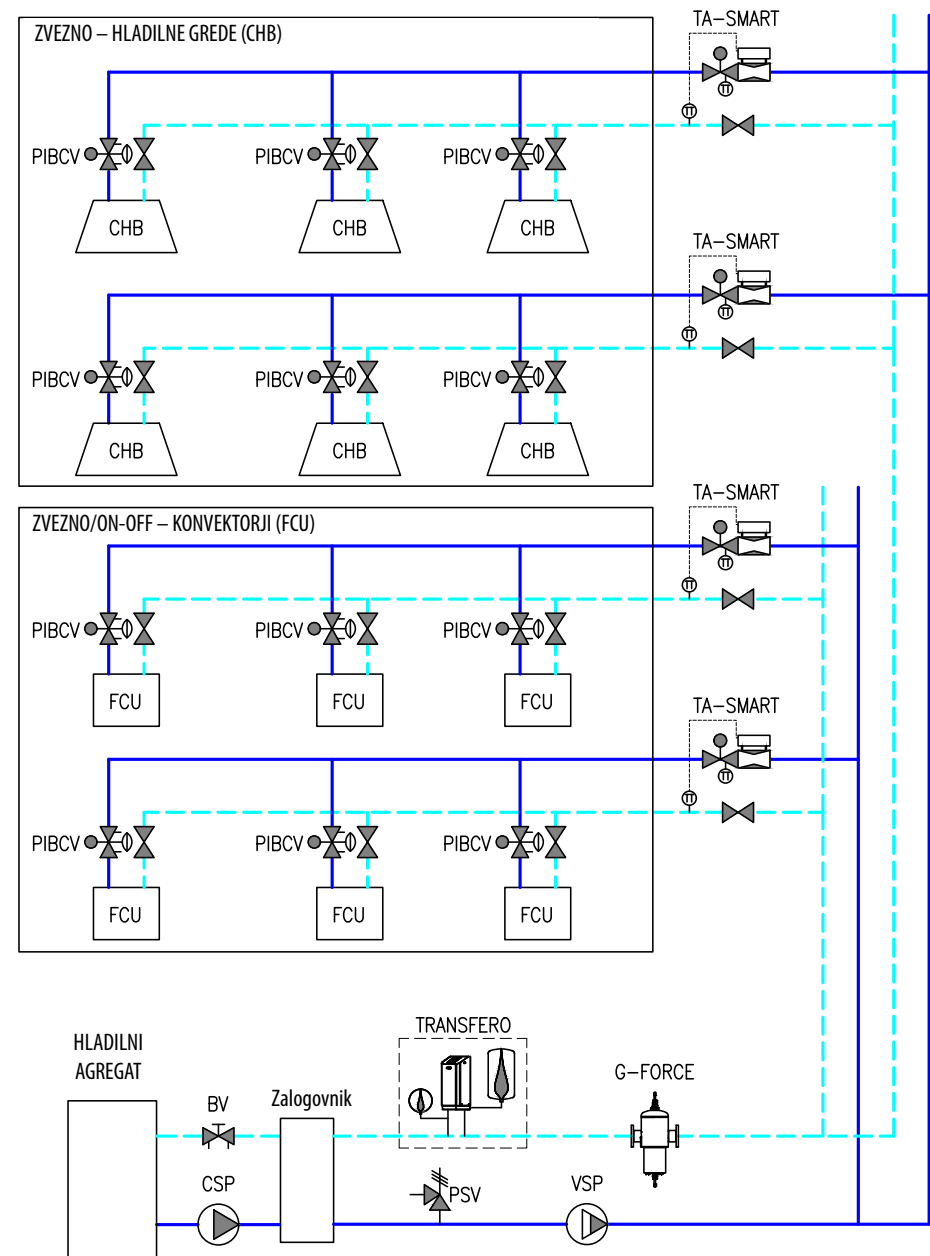 TA-SMART
ZVEZNO – HLADILNE GREDE (CHB)
PIBCV PIBCV PIBCV
CHB CHB CHB
TA-SMART
PIBCV PIBCV PIBCV
CHB CHB CHB
TA-SMART
ZVEZNO/ON-OFF – KONVEKTORJI (FCU)
PIBCV PIBCV PIBCV
FCU FCU FCU
TA-SMART
PIBCV PIBCV PIBCV
FCU FCU FCU
TRANSFERO
HLADILNI
AGREGAT
G-FORCE
BV
Zalogovnik
CSP
PSV
VSP